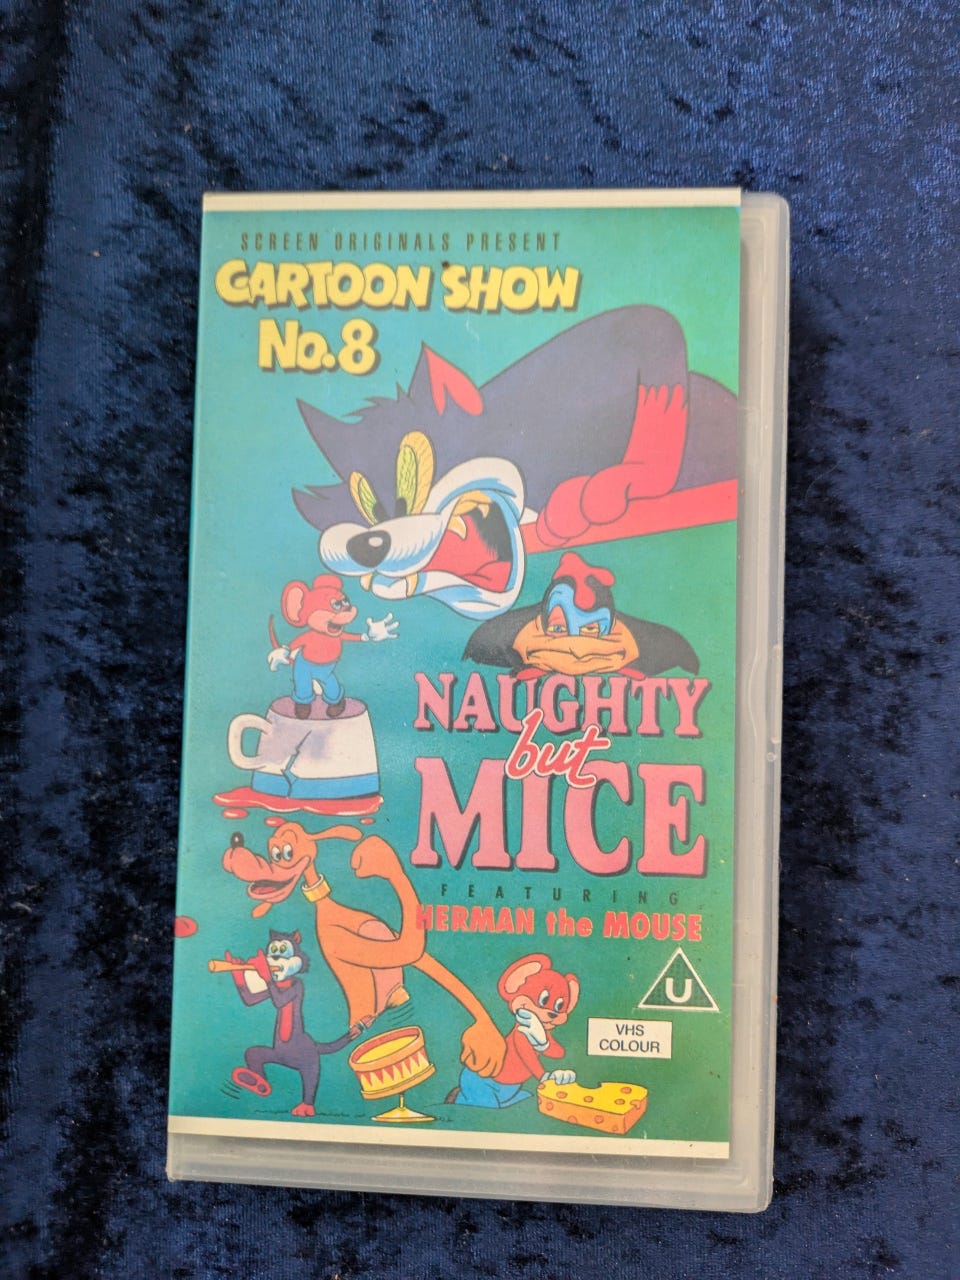 SCREEN ORIGINALS PRESENT
CARTOON SHOW
No.8
NAUGHTY
but
MICE
FEATURING
HERMAN the MOUSE
U
VHS
COLOUR